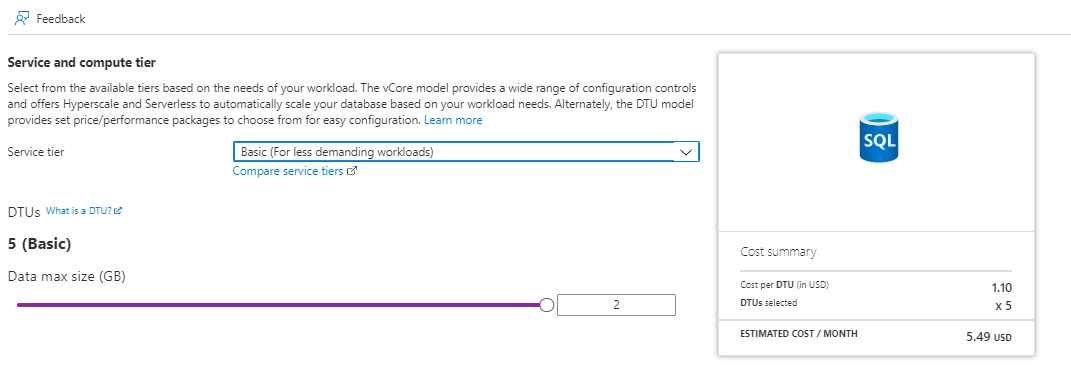 Feedback
Service and compute tier
Select from the available tiers based on the needs of your workload. The vCore model provides a wide range of configuration controls
and offers Hyperscale and Serverless to automatically scale your database based on your workload needs. Alternately, the DTU model
provides set price/performance packages to choose from for easy configuration. Learn more
Service tier
Basic (For less demanding workloads)
Compare service tiers
DTUs What is a DTU?
5 (Basic)
Data max size (GB)
2
SQL
Cost summary
Cost per DTU (in USD) 1.10
DTUs selected x 5
ESTIMATED COST / MONTH 5.49 USD